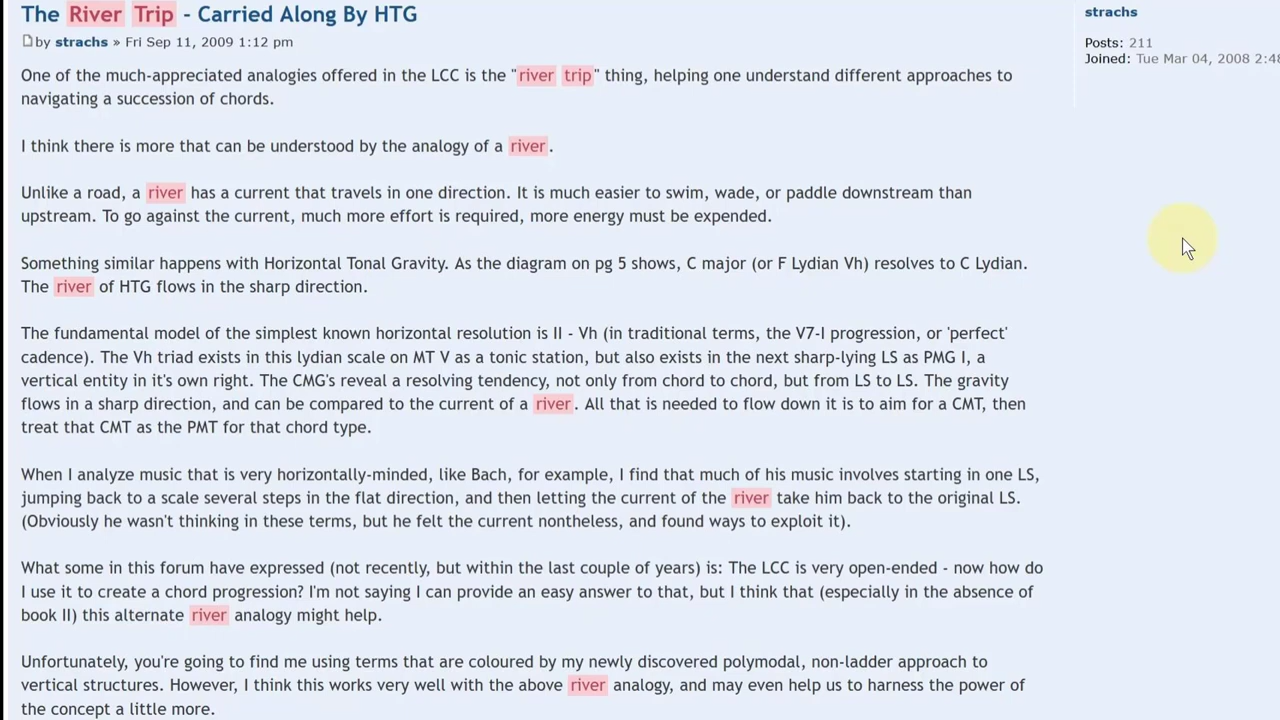 The River Trip - Carried Along By HTG
by strachs » Fri Sep 11, 2009 1:12 pm
One of the much-appreciated analogies offered in the LCC is the "river trip" thing, helping one understand different approaches to
navigating a succession of chords.
I think there is more that can be understood by the analogy of a river.
Unlike a road, a river has a current that travels in one direction. It is much easier to swim, wade, or paddle downstream than
upstream. To go against the current, much more effort is required, more energy must be expended.
Something similar happens with Horizontal Tonal Gravity. As the diagram on pg 5 shows, C major (or F Lydian Vh) resolves to C Lydian.
The river of HTG flows in the sharp direction.
The fundamental model of the simplest known horizontal resolution is II - Vh (in traditional terms, the V7-I progression, or 'perfect'
cadence). The Vh triad exists in this lydian scale on MT V as a tonic station, but also exists in the next sharp-lying LS as PMG I, a
vertical entity in it's own right. The CMG's reveal a resolving tendency, not only from chord to chord, but from LS to LS. The gravity
flows in a sharp direction, and can be compared to the current of a river. All that is needed to flow down it is to aim for a CMT, then
treat that CMT as the PMT for that chord type.
When I analyze music that is very horizontally-minded, like Bach, for example, I find that much of his music involves starting in one LS,
jumping back to a scale several steps in the flat direction, and then letting the current of the river take him back to the original LS.
(Obviously he wasn't thinking in these terms, but he felt the current nontheless, and found ways to exploit it).
What some in this forum have expressed (not recently, but within the last couple of years) is: The LCC is very open-ended - now how do
I use it to create a chord progression? I'm not saying I can provide an easy answer to that, but I think that (especially in the absence of
book II) this alternate river analogy might help.
Unfortunately, you're going to find me using terms that are coloured by my newly discovered polymodal, non-ladder approach to
vertical structures. However, I think this works very well with the above river analogy, and may even help us to harness the power of
the concept a little more.
strachs
Posts: 211
Joined: Tue Mar 04, 2008 2:48